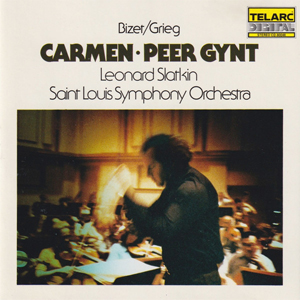 Bizet/Grieg
TELARC
DIGITAL
CARMEN·PEER GYNT
Leonard Slatkin
Saint Louis Symphony Orchestra